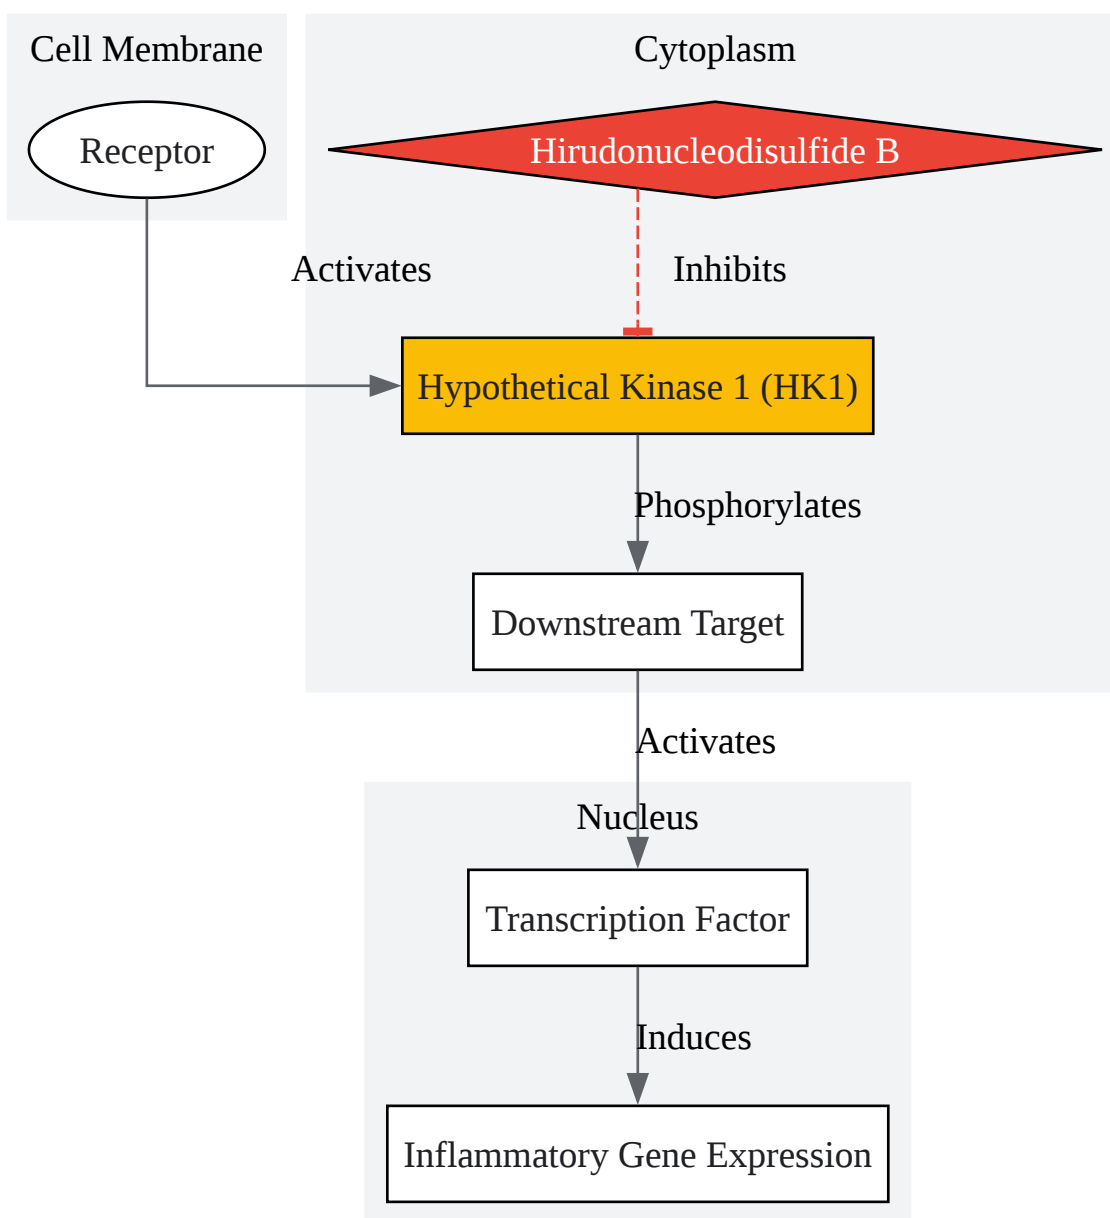 Cell Membrane
Cytoplasm
Receptor
Hirudonucleodisulfide B
Activates
Inhibits
Hypothetical Kinase 1 (HK1)
Phosphorylates
Downstream Target
Activates
Nucleus
Transcription Factor
Induces
Inflammatory Gene Expression